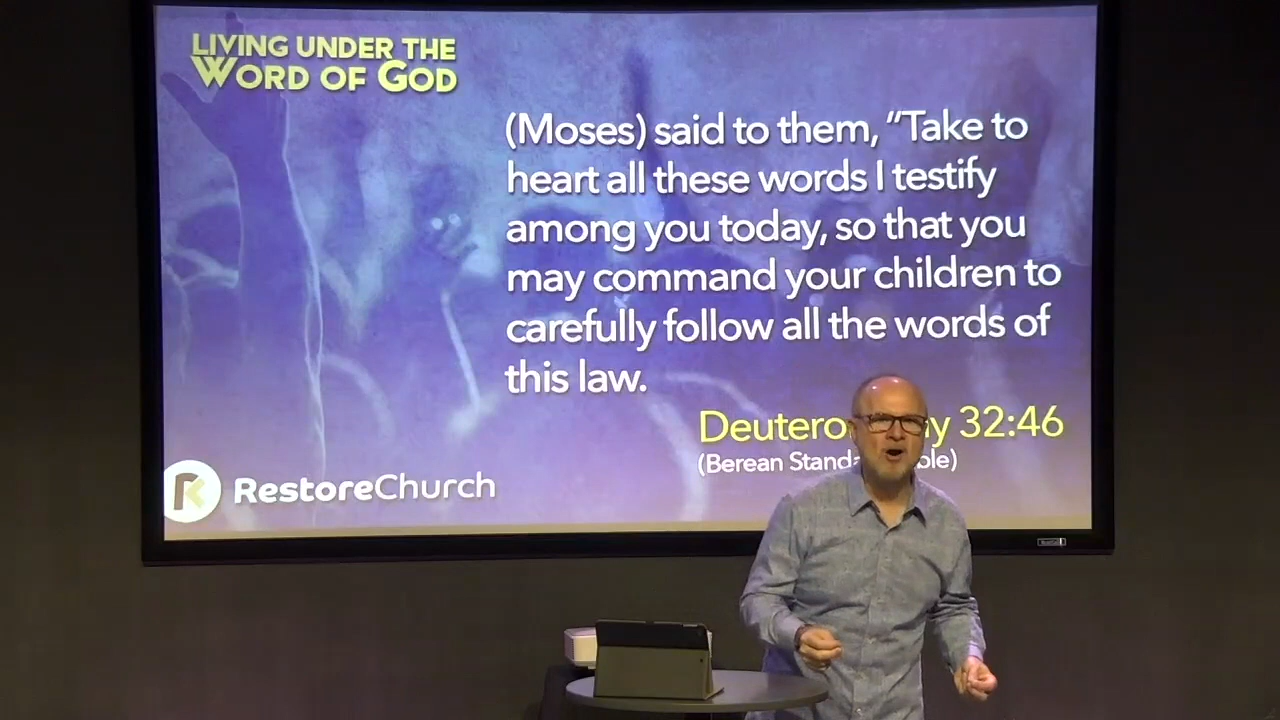 LIVING UNDER THE
WORD OF GOD
(Moses) said to them, "Take to
heart all these words I testify
among you today, so that you
may command your children to
carefully follow all the words of
this law.
32:46
(Berean
RestoreChurch